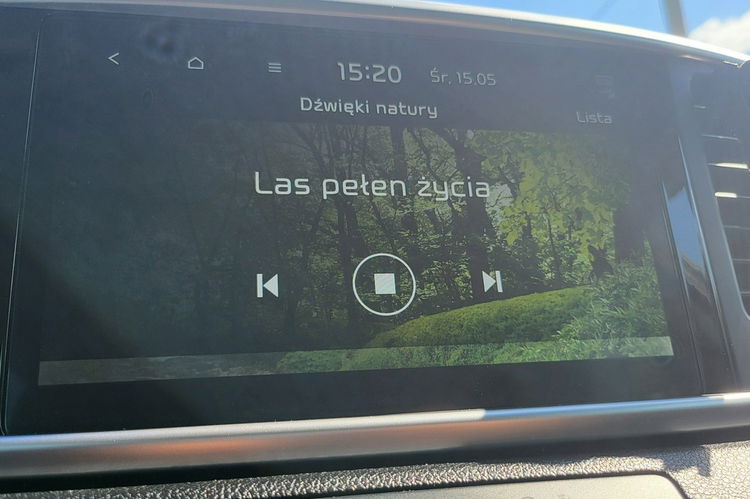 15:20 Śr, 15.05
Dźwięki natury
Lista
Las pełen życia